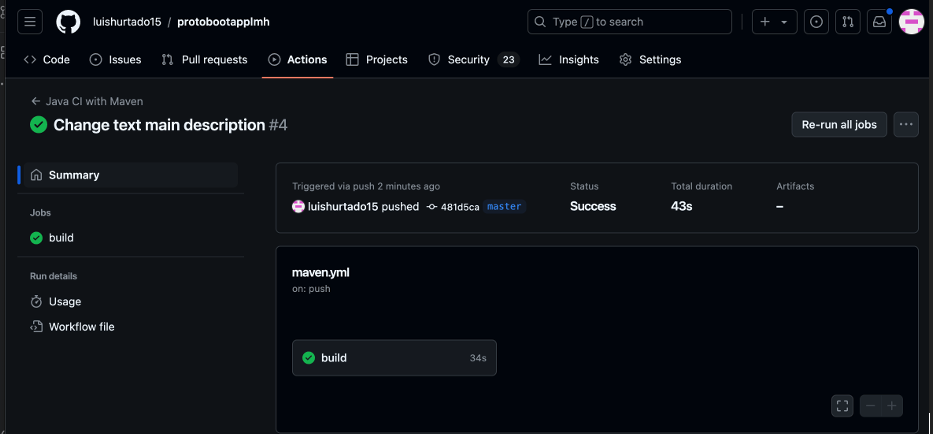 luishurtado15 / protobootapplmh
Type / to search
Code Issues Pull requests Actions Projects Security 23 Insights Settings
← Java CI with Maven
Change text main description #4
Re-run all jobs
Summary
Jobs
build
Run details
Usage
Workflow file
Triggered via push 2 minutes ago
luishurtado15 pushed 481d5ca master
Status
Success
Total duration
43s
Artifacts
–
maven.yml
on: push
build 34s